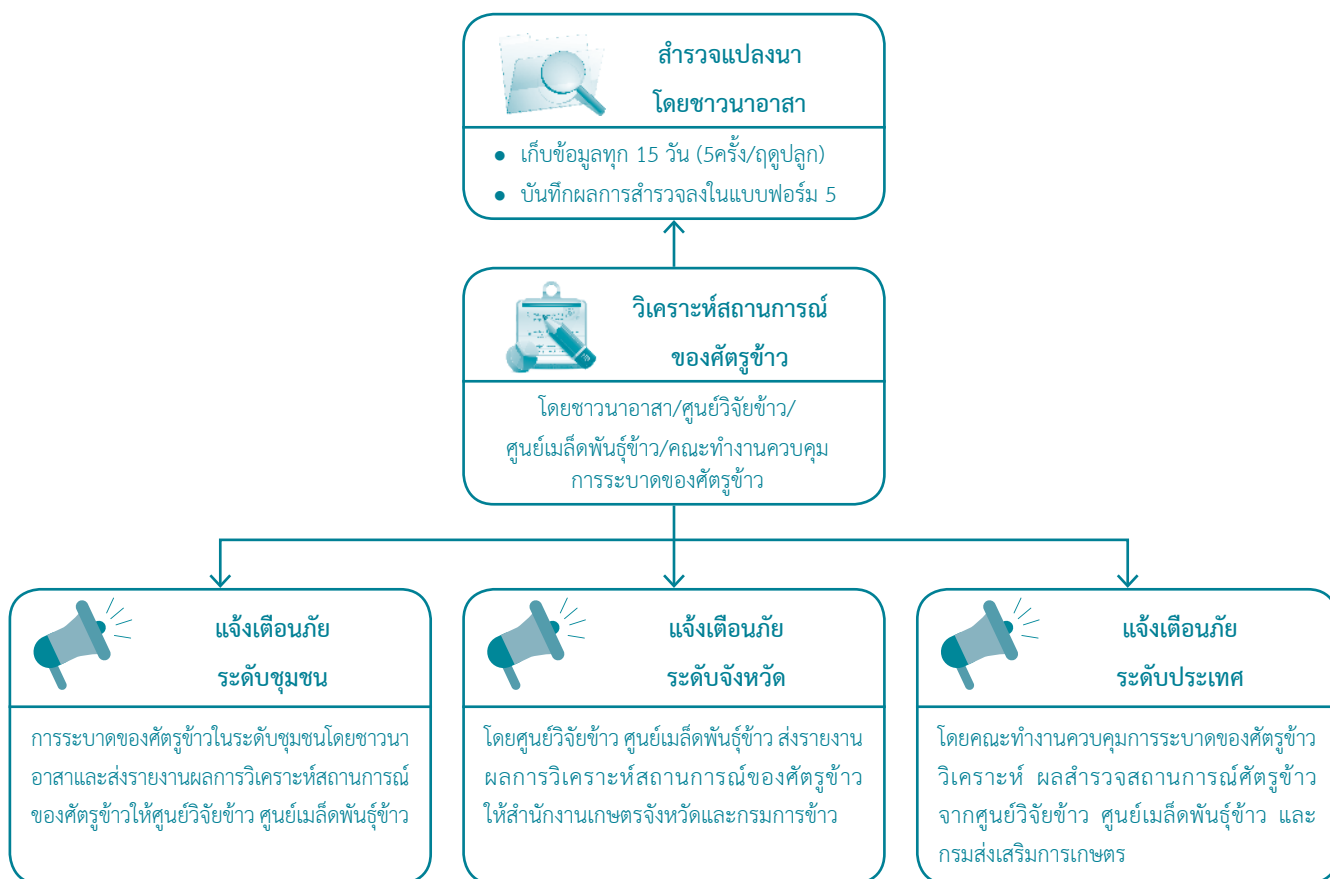 สำรวจแปลงนา
โดยชาวนาอาสา
● เก็บข้อมูลทุก 15 วัน (5ครั้ง/ฤดูปลูก)
● บันทึกผลการสำรวจลงในแบบฟอร์ม 5
วิเคราะห์สถานการณ์
ของศัตรูข้าว
โดยชาวนาอาสา/ศูนย์วิจัยข้าว/
ศูนย์เมล็ดพันธุ์ข้าว/คณะทำงานควบคุม
การระบาดของศัตรูข้าว
แจ้งเตือนภัย
ระดับชุมชน
การระบาดของศัตรูข้าวในระดับชุมชนโดยชาวนา
อาสาและส่งรายงานผลการวิเคราะห์สถานการณ์
ของศัตรูข้าวให้ศูนย์วิจัยข้าว ศูนย์เมล็ดพันธุ์ข้าว
แจ้งเตือนภัย
ระดับจังหวัด
โดยศูนย์วิจัยข้าว ศูนย์เมล็ดพันธุ์ข้าว ส่งรายงาน
ผลการวิเคราะห์สถานการณ์ของศัตรูข้าว
ให้สำนักงานเกษตรจังหวัดและกรมการข้าว
แจ้งเตือนภัย
ระดับประเทศ
โดยคณะทำงานควบคุมการระบาดของศัตรูข้าว
วิเคราะห์ ผลสำรวจสถานการณ์ศัตรูข้าว
จากศูนย์วิจัยข้าว ศูนย์เมล็ดพันธุ์ข้าว และ
กรมส่งเสริมการเกษตร